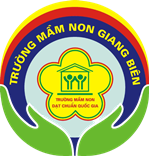 TRƯỜNG MẦM NON GIANG BIÊN
TRƯỜNG MẦM NON
ĐẠT CHUẨN QUỐC GIA